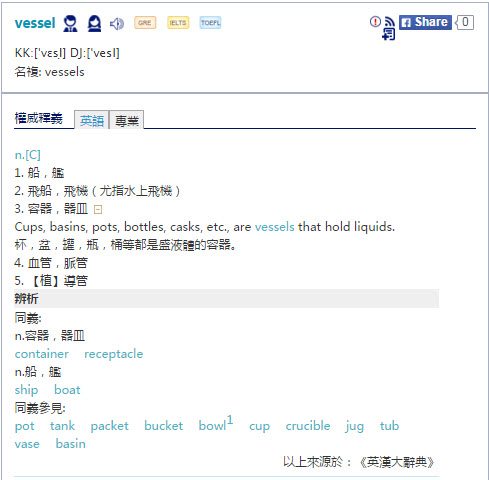 vessel GRE IELTS TOEFL Share 0
KK:['vɛsḷ] DJ:['vesl]
名複: vessels
權威釋義 英語 專業
n.[C]
1. 船，艦
2. 飛船，飛機（尤指水上飛機）
3. 容器，器皿
Cups, basins, pots, bottles, casks, etc., are vessels that hold liquids.
杯，盆，罐，瓶，桶等都是盛液體的容器。
4. 血管，脈管
5. 【植】導管
辨析
同義:
n.容器，器皿
container receptacle
n.船，艦
ship boat
同義參見:
pot tank packet bucket bowl1 cup crucible jug tub
vase basin
以上來源於：《英漢大辭典》